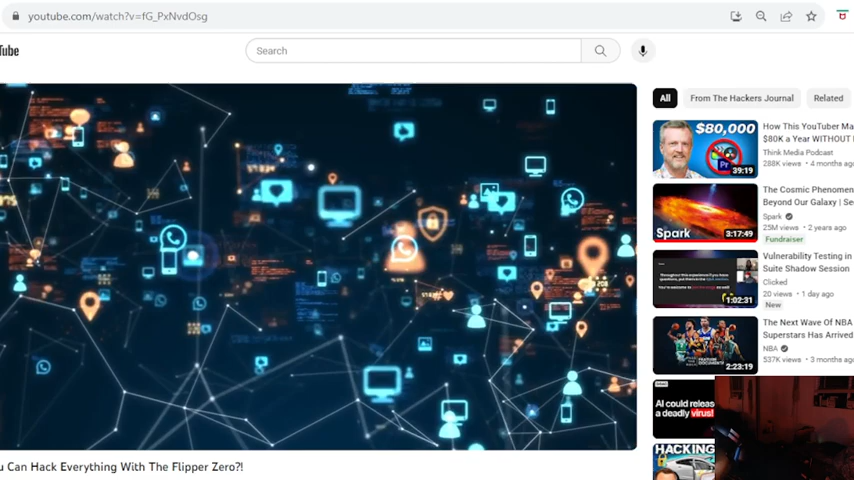 youtube.com/watch?v=fG_PxNvdOsg
Tube
Search
All
From The Hackers Journal
Related
$80,000
Pr
39:19
How This YouTuber Ma
$80K a Year WITHOUT
Think Media Podcast
288K views • 4 months ago
Spark
3:17:49
The Cosmic Phenomen
Beyond Our Galaxy | Se
Spark
25M views • 2 years ago
Fundraiser
1:02:31
Vulnerability Testing in
Suite Shadow Session
Clicked
20 views • 1 day ago
New
2:23:19
The Next Wave Of NBA
Superstars Has Arrived
NBA
537K views • 3 months ago
AI could releas
a deadly virus!
HACKING
u Can Hack Everything With The Flipper Zero?!